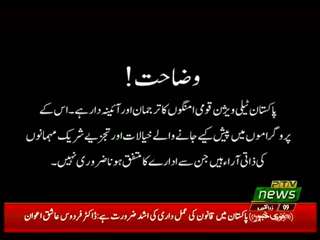 وضاحت!
پاکستان ٹیلی ویژن قومی امنگوں کا ترجمان اور آئینہ دار ہے۔ اس کے
پروگراموں میں پیش کیے جانے والے خیالات اور تجزیے شریک مہمانوں
کی ذاتی آراء ہیں جن سے ادارے کا متفق ہونا ضروری نہیں۔
PTV
news
09
پاکستان میں قانون کی عمل داری کی اشد ضرورت ہے: ڈاکٹر فردوس عاشق اعوان